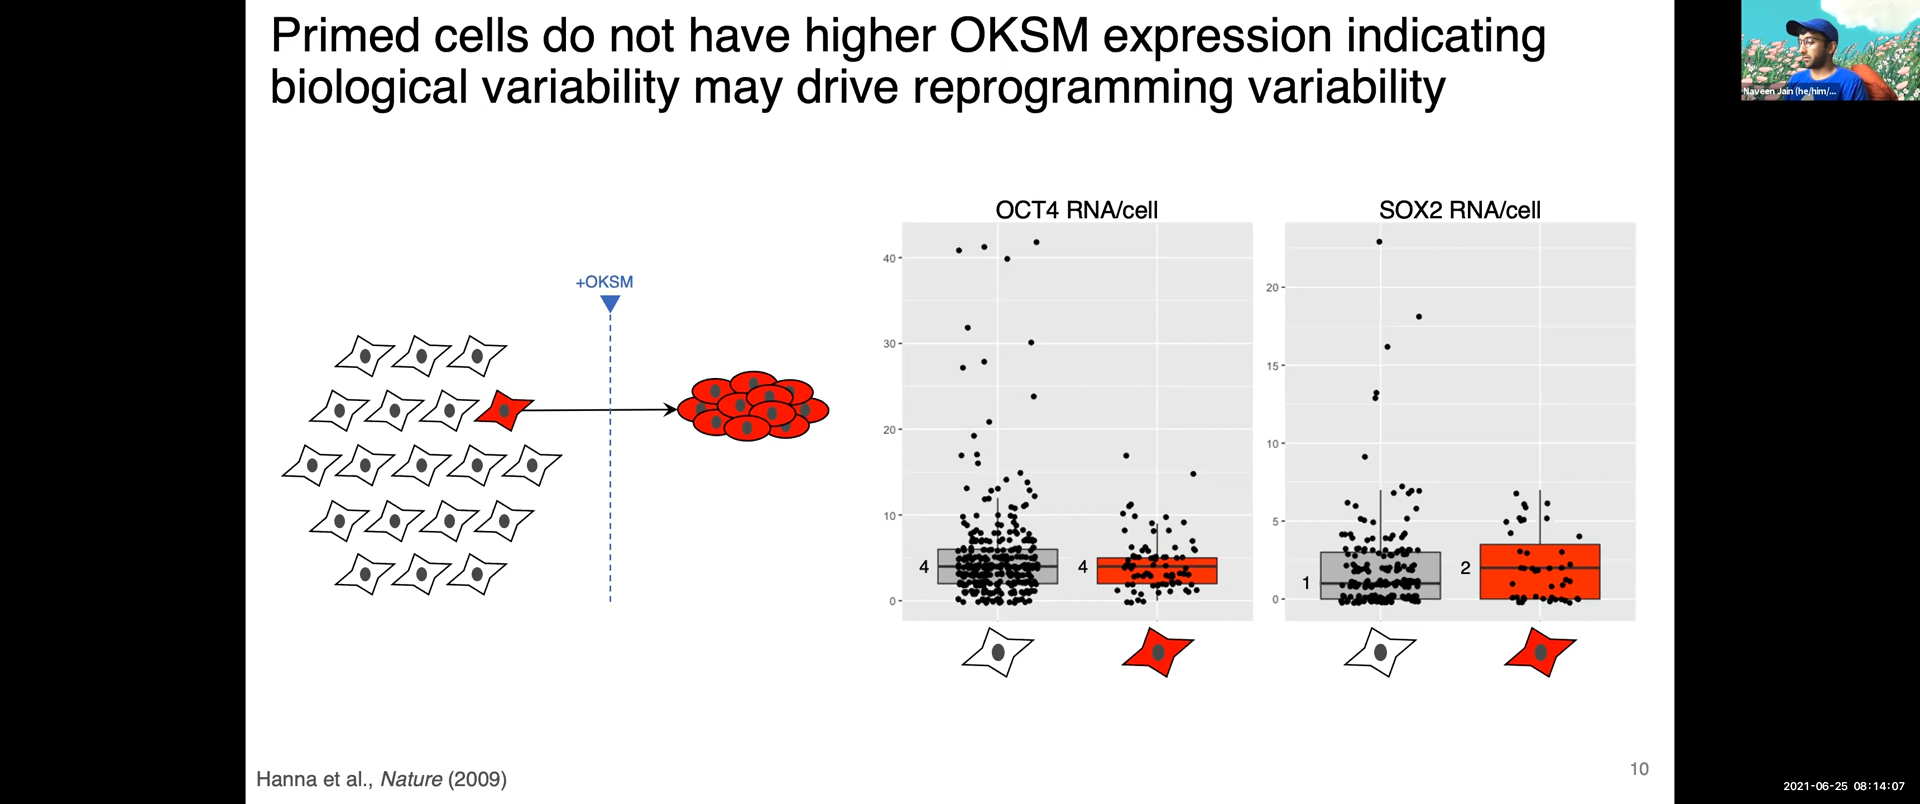 Primed cells do not have higher OKSM expression indicating
biological variability may drive reprogramming variability
Naveen Jain (he/him/...
+OKSM
OCT4 RNA/cell
40
30
20
10
0
4
4
SOX2 RNA/cell
20
15
10
5
0
1
2
Hanna et al., Nature (2009)
10
2021-06-25 08:14:07